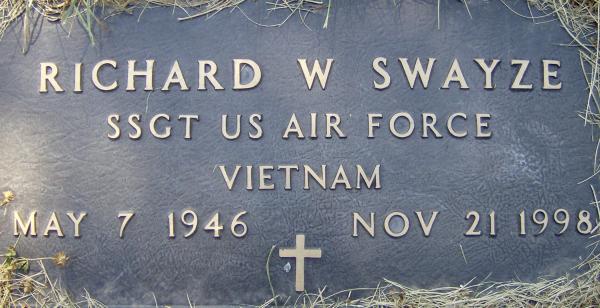 RICHARD W SWAYZE
SSGT US AIR FORCE
VIETNAM
MAY 7 1946 NOV 21 1998